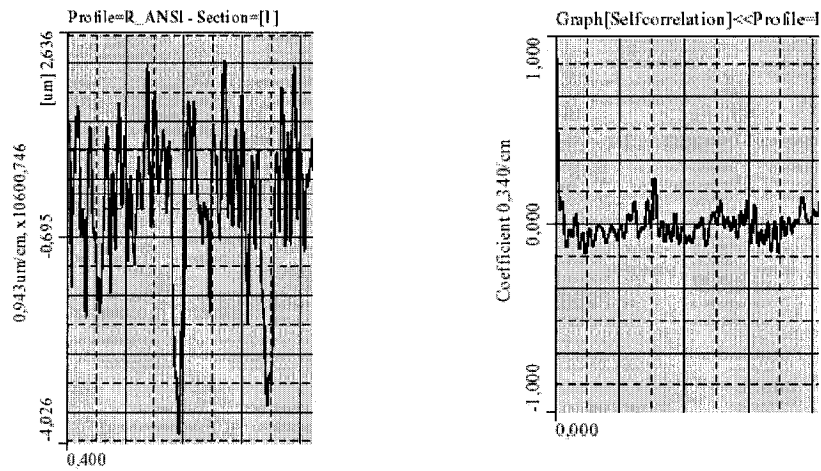 Profile=R_ANSI - Section=[1]
[um] 2,636
-0,695
0,943um/cm, x10600,746
-4,026
0,400
Graph[Selfcorrelation]<<Profile=
1,000
0,000
Coefficient 0,340/cm
-1,000
0,000